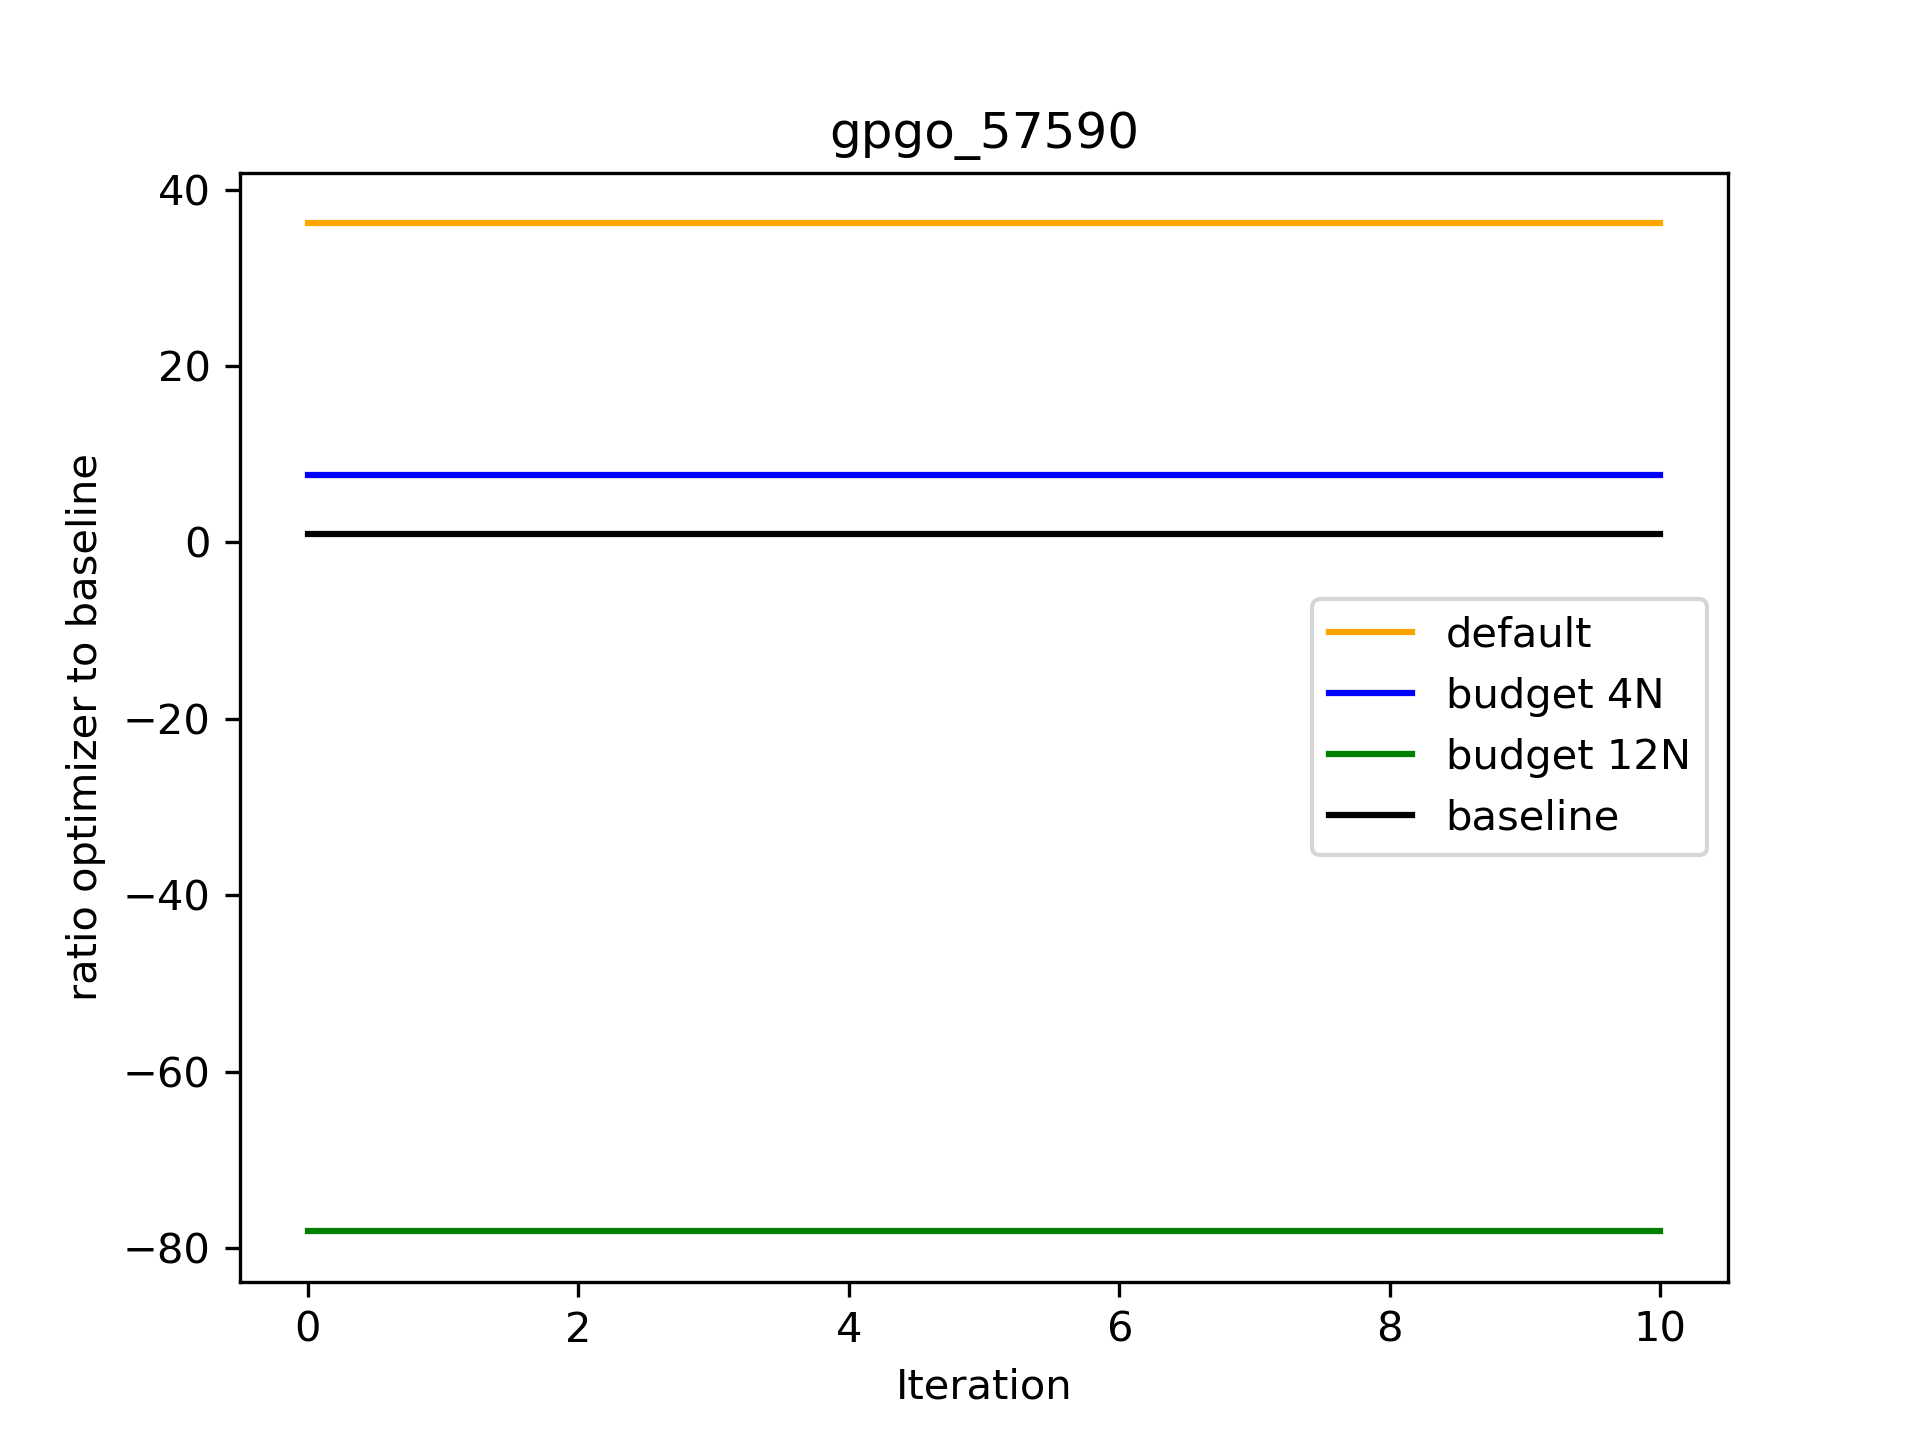 gpgo_57590
40
20
0
−20
−40
−60
−80
ratio optimizer to baseline
default
budget 4N
budget 12N
baseline
0 2 4 6 8 10
Iteration